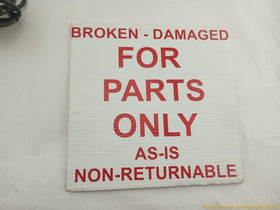 BROKEN - DAMAGED
FOR
PARTS
ONLY
AS-IS
NON-RETURNABLE